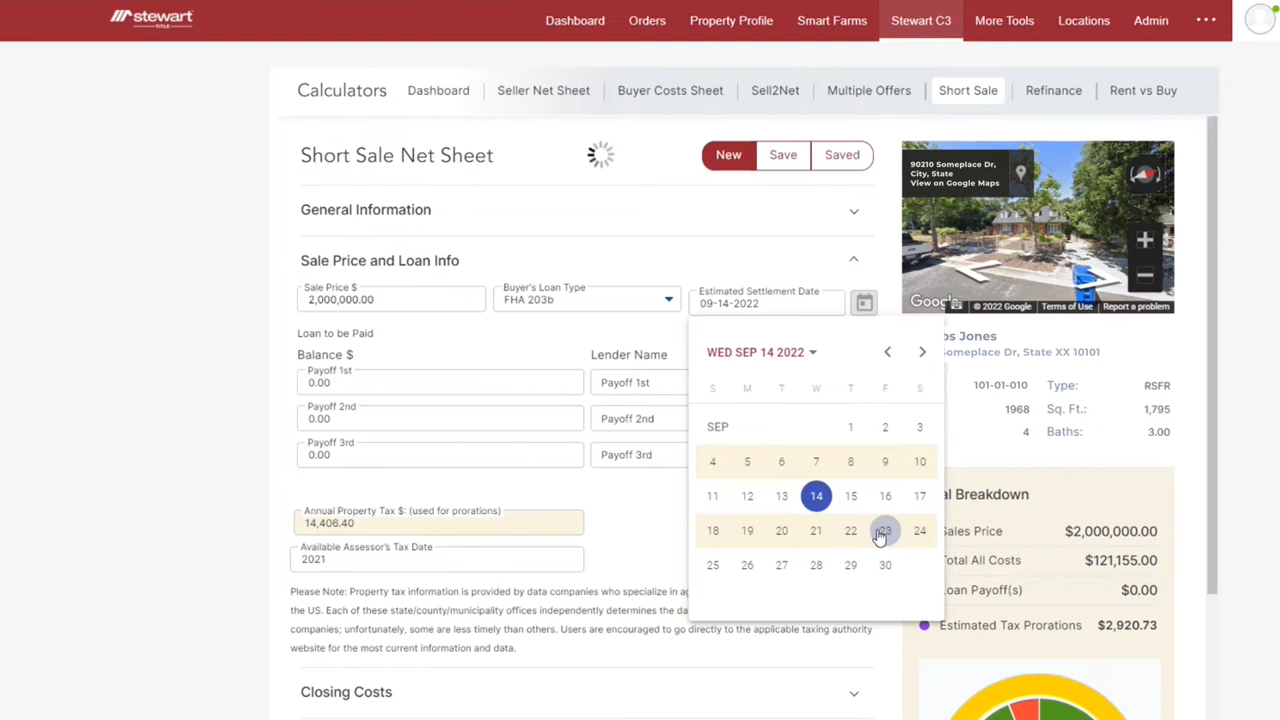 stewart
TITLE
Dashboard
Orders
Property Profile
Smart Farms
Stewart C3
More Tools
Locations
Admin
Calculators
Dashboard
Seller Net Sheet
Buyer Costs Sheet
Sell2Net
Multiple Offers
Short Sale
Refinance
Rent vs Buy
Short Sale Net Sheet
New
Save
Saved
General Information
Sale Price and Loan Info
Sale Price $
2,000,000.00
Buyer's Loan Type
FHA 203b
Estimated Settlement Date
09-14-2022
Loan to be Paid
Balance $
Lender Name
Payoff 1st
0.00
Payoff 1st
Payoff 2nd
0.00
Payoff 2nd
Payoff 3rd
0.00
Payoff 3rd
Annual Property Tax $: (used for prorations)
14,406.40
Available Assessor's Tax Date
2021
Please Note: Property tax information is provided by data companies who specialize in
the US. Each of these state/county/municipality offices independently determines the
companies; unfortunately, some are less timely than others. Users are encouraged to go directly to the applicable taxing authority
website for the most current information and data.
Closing Costs
WED SEP 14 2022
S M T W T F S
SEP 1 2 3
4 5 6 7 8 9 10
11 12 13 14 15 16 17
18 19 20 21 22 23 24
25 26 27 28 29 30
90210 Someplace Dr,
City, State
View on Google Maps
Google
© 2022 Google
Terms of Use
Report a problem
Jones
Someplace Dr, State XX 10101
101-01-010 Type: RSFR
1968 Sq. Ft.: 1,795
4 Baths: 3.00
Breakdown
Sales Price $2,000,000.00
Total All Costs $121,155.00
Loan Payoff(s) $0.00
Estimated Tax Prorations $2,920.73